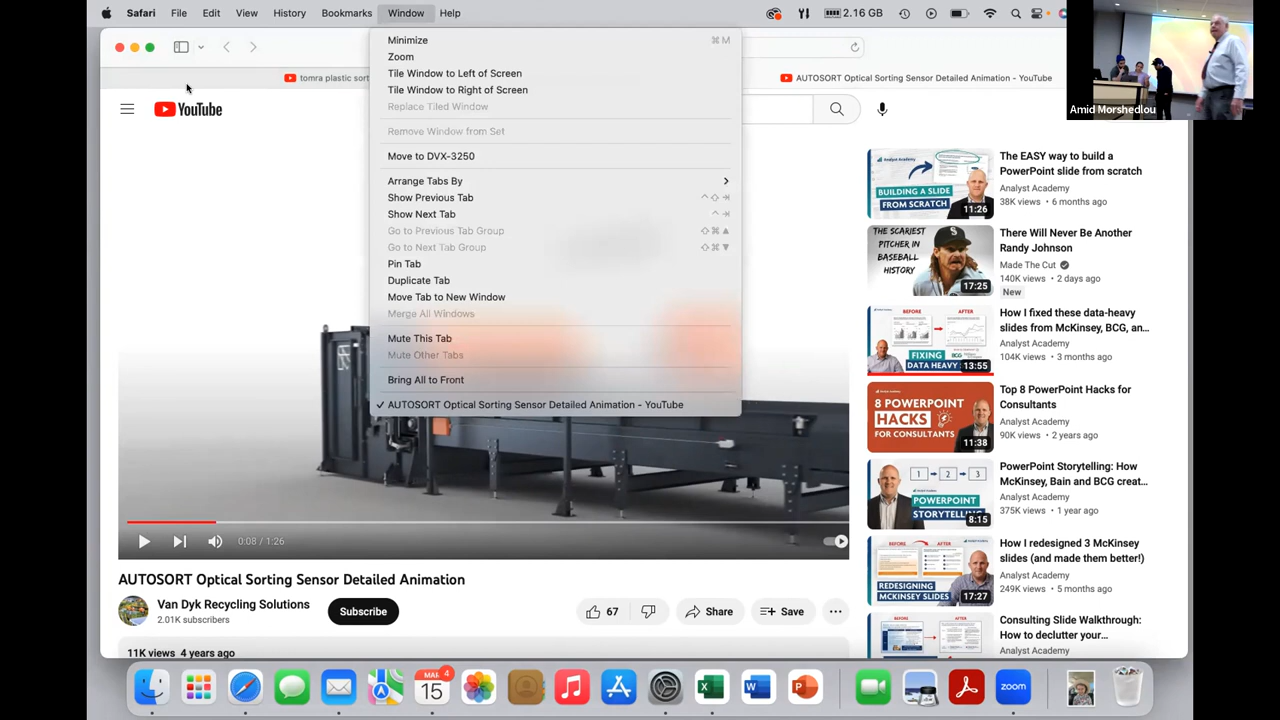 Safari File Edit View History Bookmarks Window Help 2.16 GB
Minimize ⌘ M
Zoom
Tile Window to Left of Screen
Tile Window to Right of Screen
Replace Tiled Window
Remove Window from Set
Move to DVX-3250
Arrange Tabs By
Show Previous Tab
Show Next Tab
Go to Previous Tab Group
Go to Next Tab Group
Pin Tab
Duplicate Tab
Move Tab to New Window
Merge All Windows
Mute This Tab
Mute Other Tabs
Bring All to Front
✓ AUTOSORT Optical Sorting Sensor Detailed Animation - YouTube
tomra plastic sort
AUTOSORT Optical Sorting Sensor Detailed Animation - YouTube
Amid Morshedlou
YouTube
BUILDING A SLIDE
FROM SCRATCH
11:26
The EASY way to build a
PowerPoint slide from scratch
Analyst Academy
38K views • 6 months ago
THE SCARIEST
PITCHER IN
BASEBALL
HISTORY
17:25
There Will Never Be Another
Randy Johnson
Made The Cut
140K views • 2 days ago
New
BEFORE
AFTER
FIXING
DATA HEAVY
13:55
How I fixed these data-heavy
slides from McKinsey, BCG, an...
Analyst Academy
104K views • 3 months ago
8 POWERPOINT
HACKS
FOR CONSULTANTS
11:38
Top 8 PowerPoint Hacks for
Consultants
Analyst Academy
90K views • 2 years ago
1 2 3
POWERPOINT
STORYTELLING
8:15
PowerPoint Storytelling: How
McKinsey, Bain and BCG creat...
Analyst Academy
375K views • 1 year ago
BEFORE
AFTER
REDESIGNING
MCKINSEY SLIDES
17:27
How I redesigned 3 McKinsey
slides (and made them better!)
Analyst Academy
249K views • 5 months ago
Consulting Slide Walkthrough:
How to declutter your...
Analyst Academy
0:08 / 1:26
AUTOSORT Optical Sorting Sensor Detailed Animation
Van Dyk Recycling Solutions
2.01K subscribers
Subscribe
67
Share
Save
11K views 4 years ago
MAR
15
4
zoom